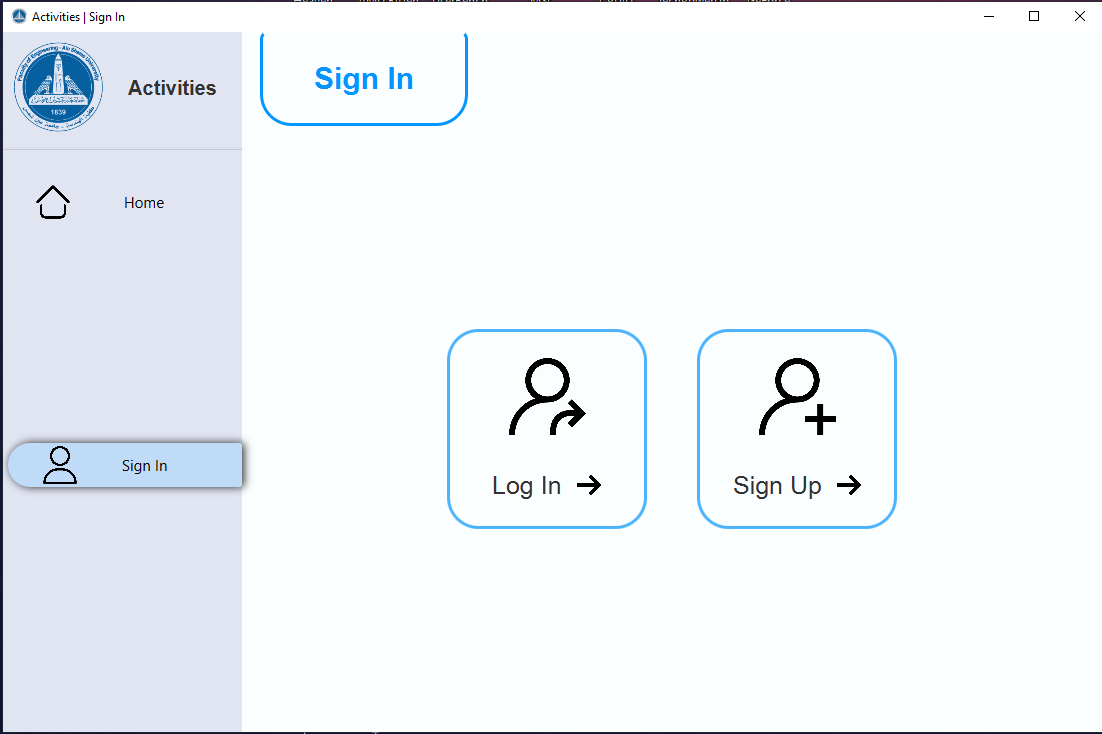 Activities | Sign In
Faculty of Engineering - Ain Shams University
1839
Activities
Sign In
Home
Sign In
Log In
Sign Up